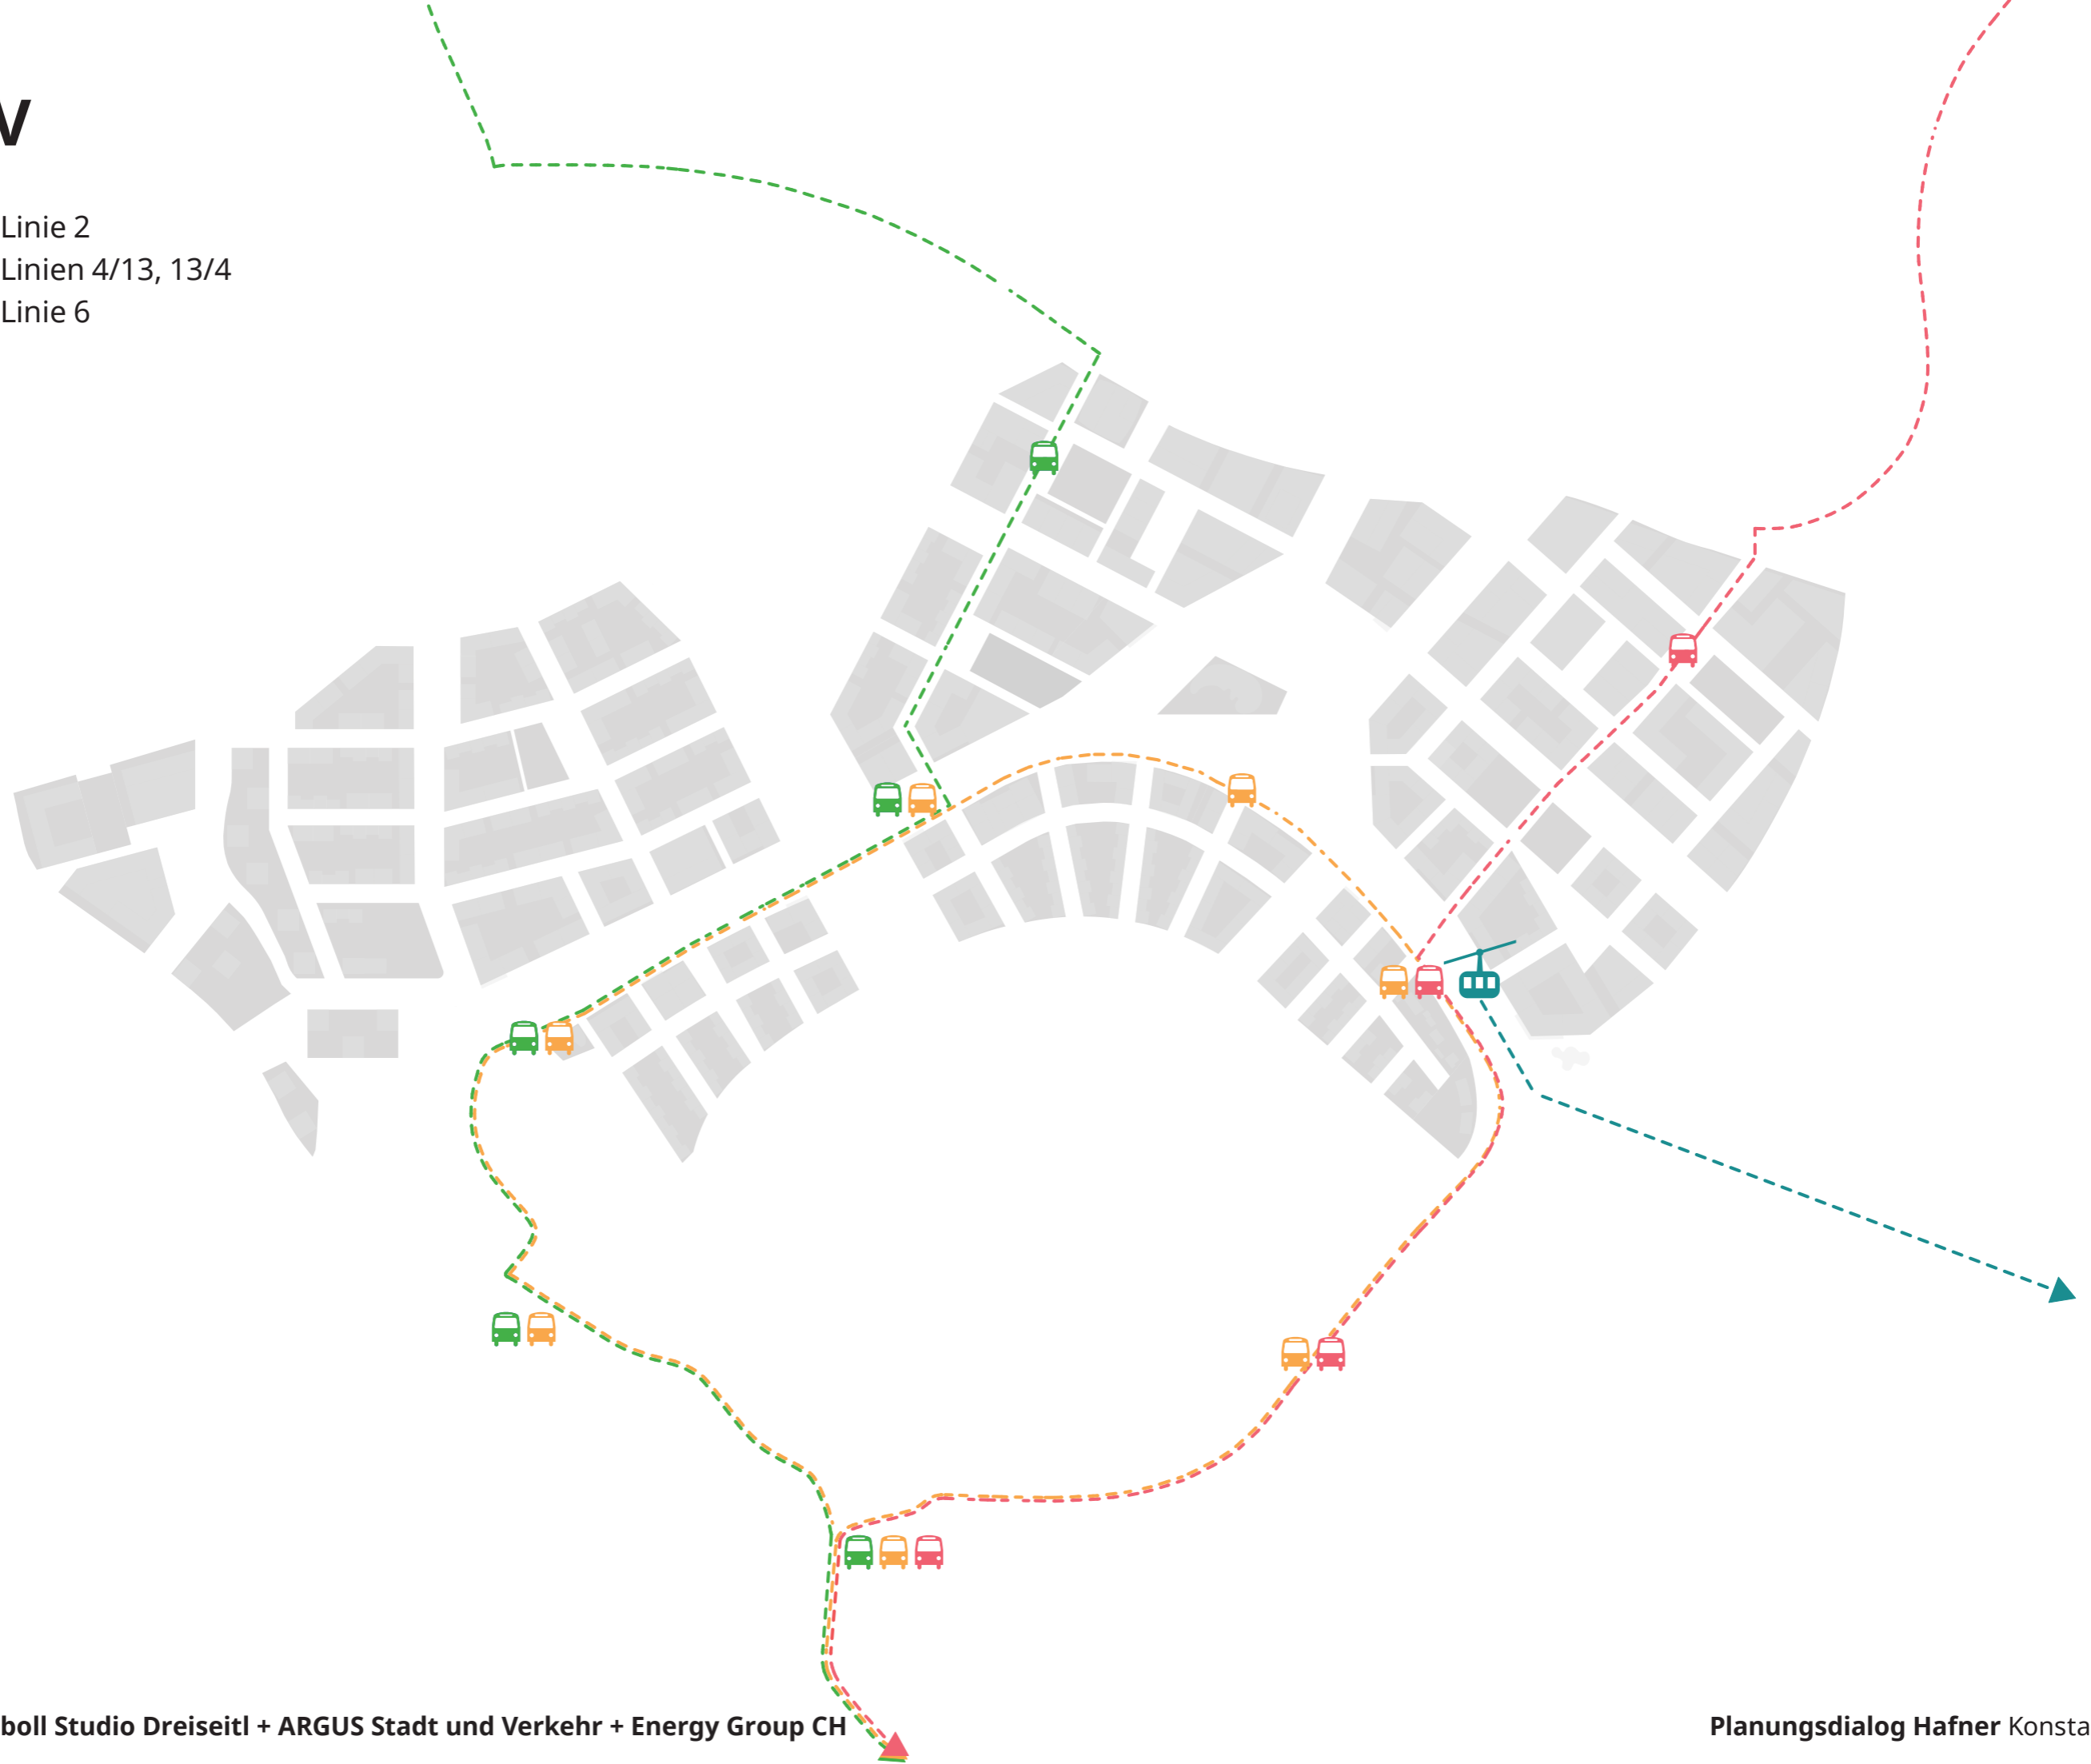 V
Linie 2
Linien 4/13, 13/4
Linie 6
boll Studio Dreiseitl + ARGUS Stadt und Verkehr + Energy Group CH
Planungsdialog Hafner Konsta